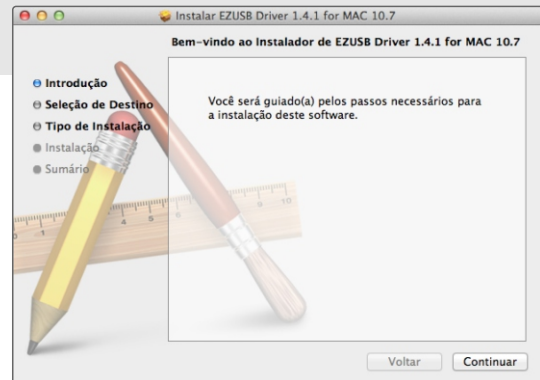 Instalar EZUSB Driver 1.4.1 for MAC 10.7
Bem-vindo ao Instalador de EZUSB Driver 1.4.1 for MAC 10.7
Introdução
Seleção de Destino
Tipo de Instalação
Instalação
Sumário
Você será guiado(a) pelos passos necessários para
a instalação deste software.
Voltar
Continuar